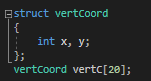 struct vertCoord
{
    int x, y;
};
vertCoord vertC[20];